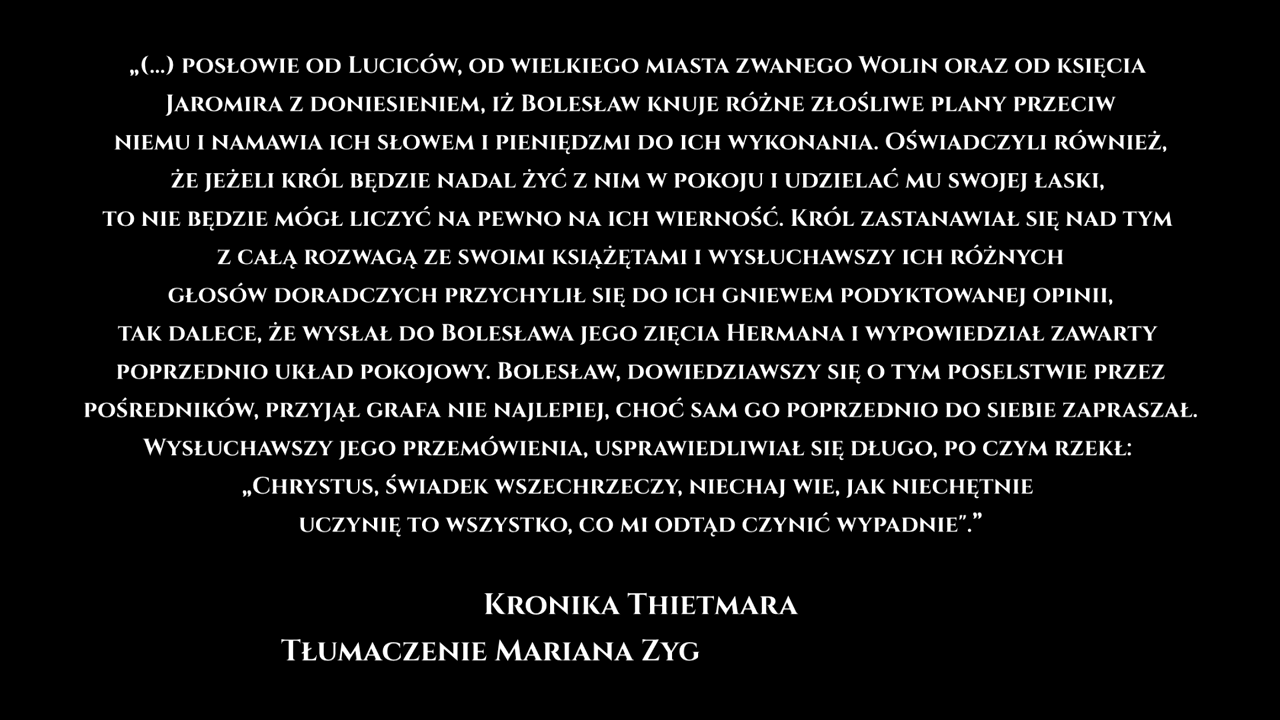 „(...) posłowie od Luciców, od wielkiego miasta zwanego Wolin oraz od księcia
Jaromira z doniesieniem, iż Bolesław knuje różne złośliwe plany przeciw
niemu i namawia ich słowem i pieniędzmi do ich wykonania. Oświadczyli również,
że jeżeli król będzie nadal żyć z nim w pokoju i udzielać mu swojej łaski,
to nie będzie mógł liczyć na pewno na ich wierność. Król zastanawiał się nad tym
z całą rozwagą ze swoimi książętami i wysłuchawszy ich różnych
głosów doradczych przychylił się do ich gniewem podyktowanej opinii,
tak dalece, że wysłał do Bolesława jego zięcia Hermana i wypowiedział zawarty
poprzednio układ pokojowy. Bolesław, dowiedziawszy się o tym poselstwie przez
pośredników, przyjął grafa nie najlepiej, choć sam go poprzednio do siebie zapraszał.
Wysłuchawszy jego przemówienia, usprawiedliwiał się długo, po czym rzekł:
„Chrystus, świadek wszechrzeczy, niechaj wie, jak niechętnie
uczynię to wszystko, co mi odtąd czynić wypadnie".”
Kronika Thietmara
Tłumaczenie Mariana Zyg